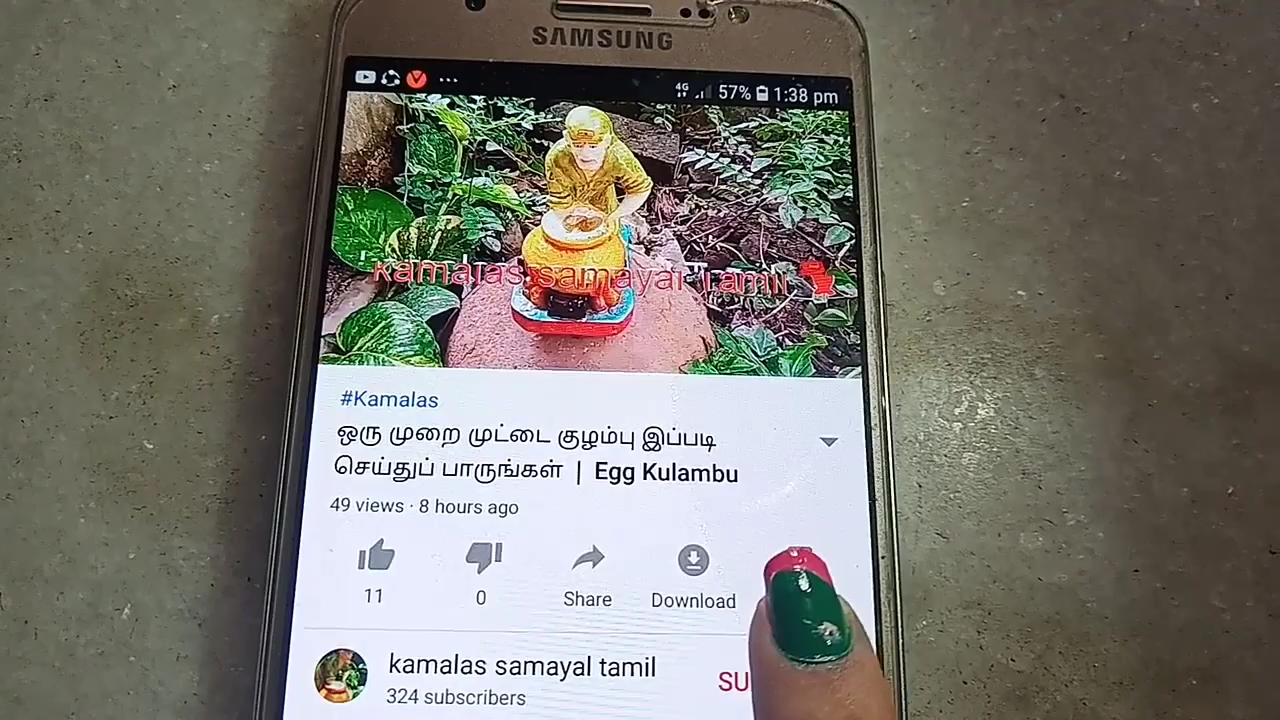 SAMSUNG
4G 57% 1:38 pm
kamalas samayal Tamil
#Kamalas
ஒரு முறை முட்டை குழம்பு இப்படி
செய்துப் பாருங்கள் | Egg Kulambu
49 views · 8 hours ago
11 0 Share Download
kamalas samayal tamil
SU
324 subscribers